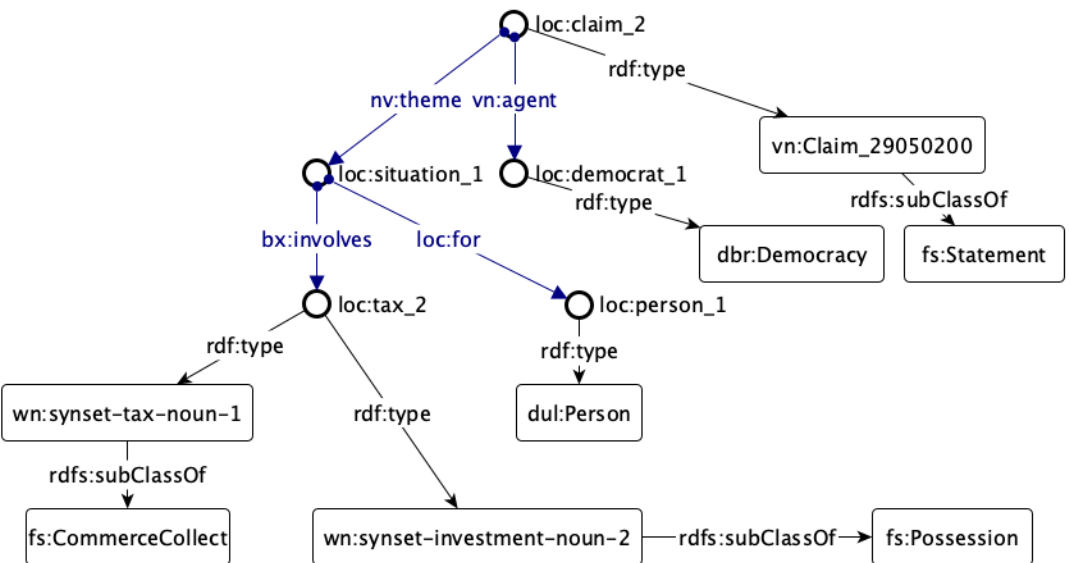 loc:claim_2
rdf:type
nv:theme vn:agent
vn:Claim_29050200
loc:situation_1
loc:democrat_1
rdfs:subClassOf
rdf:type
bx:involves
loc:for
dbr:Democracy
fs:Statement
loc:tax_2
loc:person_1
rdf:type
rdf:type
wn:synset-tax-noun-1
rdf:type
dul:Person
rdfs:subClassOf
fs:CommerceCollect
wn:synset-investment-noun-2
rdfs:subClassOf
fs:Possession